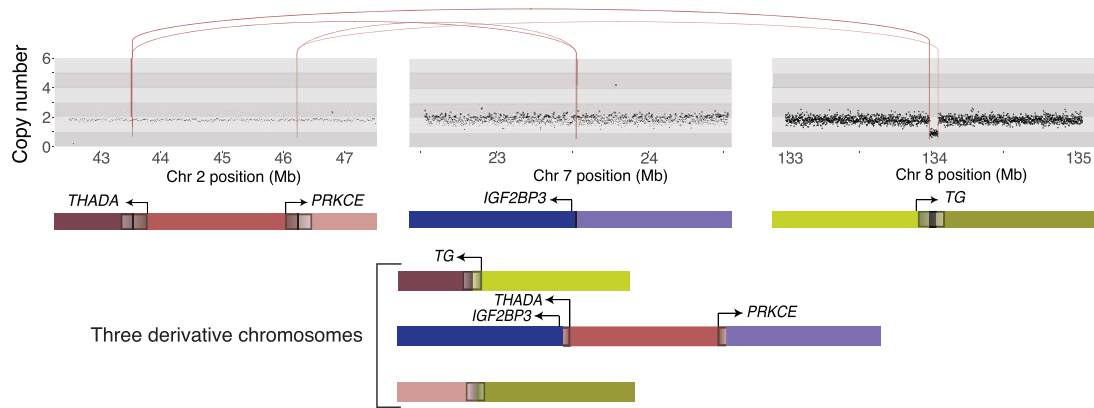 Copy number
6
4
2
0
43 44 45 46 47
Chr 2 position (Mb)
23 24
Chr 7 position (Mb)
133 134 135
Chr 8 position (Mb)
THADA PRKCE
IGF2BP3
TG
TG
THADA
IGF2BP3 PRKCE
Three derivative chromosomes